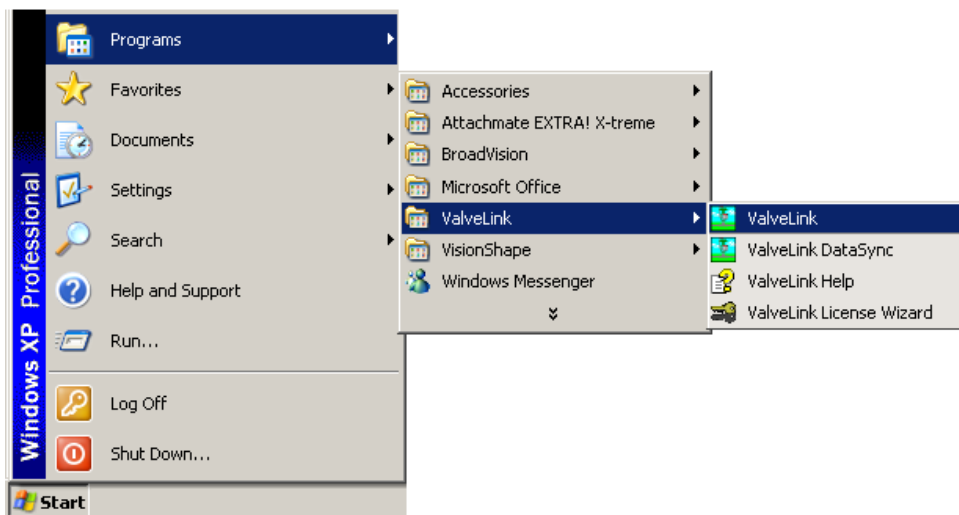 Windows XP Professional
Programs
Favorites
Documents
Settings
Search
Help and Support
Run...
Log Off
Shut Down...
Start
Accessories
Attachmate EXTRA! X-treme
BroadVision
Microsoft Office
ValveLink
VisionShape
Windows Messenger
ValveLink
ValveLink DataSync
ValveLink Help
ValveLink License Wizard